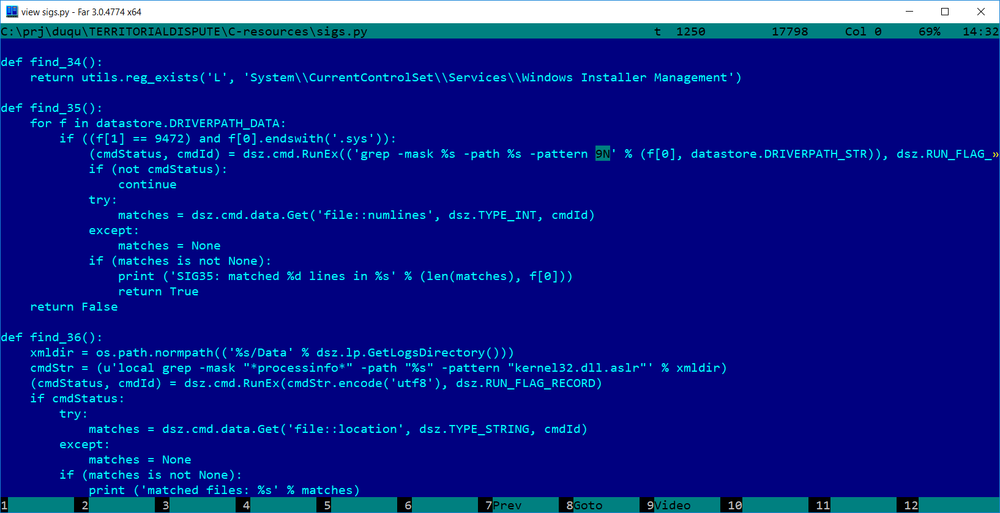 view sigs.py - Far 3.0.4774 x64
C:\prj\duqu\TERRITORIALDISPUTE\C-resources\sigs.py t 1250 17798 Col 0 69% 14:32
def find_34():
    return utils.reg_exists('L', 'System\\CurrentControlSet\\Services\\Windows Installer Management')
def find_35():
    for f in datastore.DRIVERPATH_DATA:
        if ((f[1] == 9472) and f[0].endswith('.sys')):
            (cmdStatus, cmdId) = dsz.cmd.RunEx(('grep -mask %s -path %s -pattern 9N' % (f[0], datastore.DRIVERPATH_STR)), dsz.RUN_FLAG_»
            if (not cmdStatus):
                continue
            try:
                matches = dsz.cmd.data.Get('file::numlines', dsz.TYPE_INT, cmdId)
            except:
                matches = None
            if (matches is not None):
                print ('SIG35: matched %d lines in %s' % (len(matches), f[0]))
                return True
    return False
def find_36():
    xmldir = os.path.normpath(('%s/Data' % dsz.lp.GetLogsDirectory()))
    cmdStr = (u'local grep -mask "*processinfo*" -path "%s" -pattern "kernel32.dll.aslr"' % xmldir)
    (cmdStatus, cmdId) = dsz.cmd.RunEx(cmdStr.encode('utf8'), dsz.RUN_FLAG_RECORD)
    if cmdStatus:
        try:
            matches = dsz.cmd.data.Get('file::location', dsz.TYPE_STRING, cmdId)
        except:
            matches = None
        if (matches is not None):
            print ('matched files: %s' % matches)
1 2 3 4 5 6 7Prev 8Goto 9Video 10 11 12